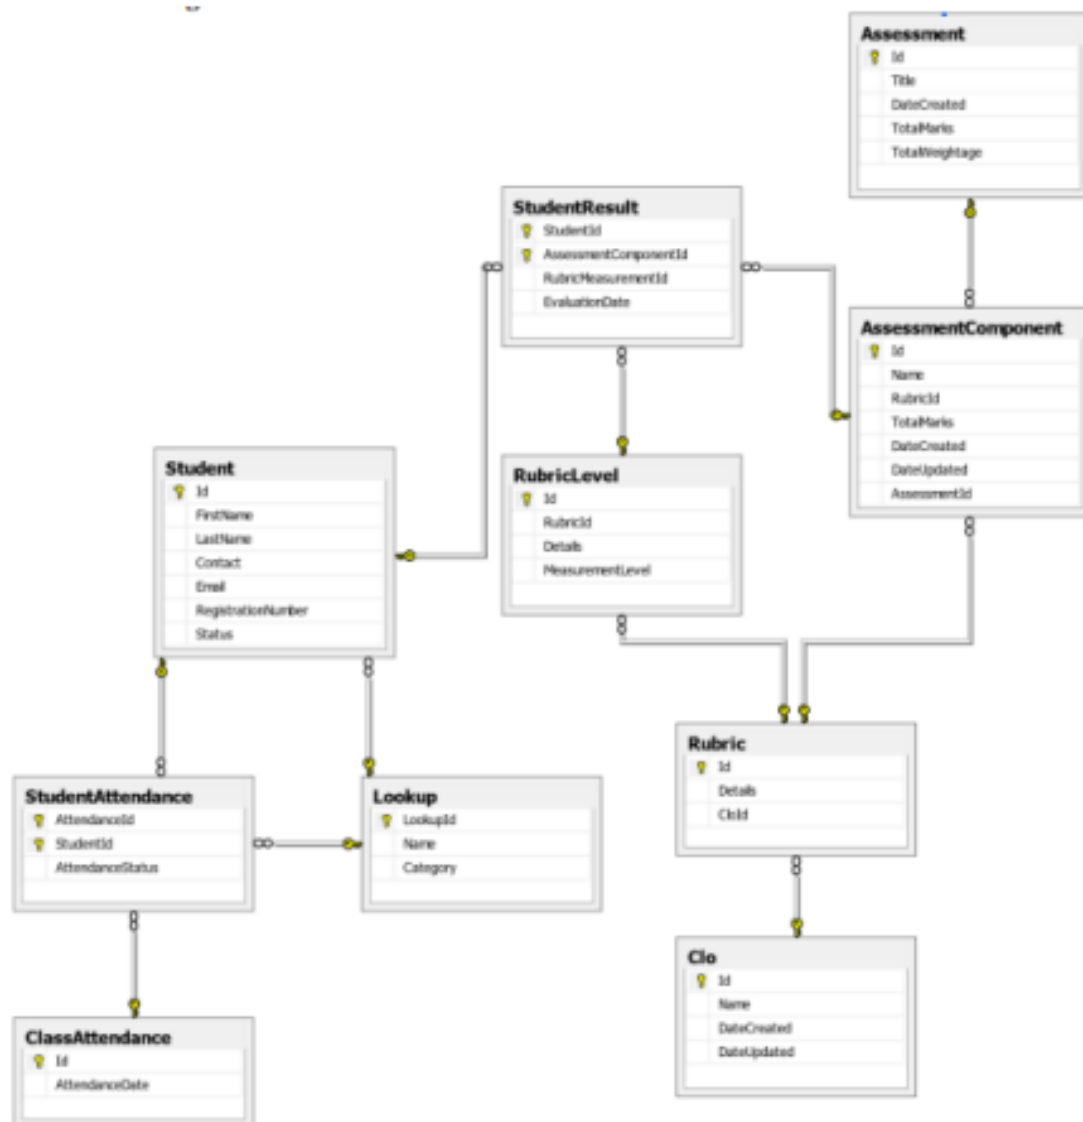 Assessment
Id
Title
DateCreated
TotalMarks
TotalWeightage
StudentResult
StudentId
AssessmentComponentId
RubricMeasurementId
EvaluationDate
AssessmentComponent
Id
Name
RubricId
TotalMarks
DateCreated
DateUpdated
AssessmentId
Student
Id
FirstName
LastName
Contact
Email
RegistrationNumber
Status
RubricLevel
Id
RubricId
Details
MeasurementLevel
Rubric
Id
Details
CloId
StudentAttendance
AttendanceId
StudentId
AttendanceStatus
Lookup
LookupId
Name
Category
Clo
Id
Name
DateCreated
DateUpdated
ClassAttendance
Id
AttendanceDate